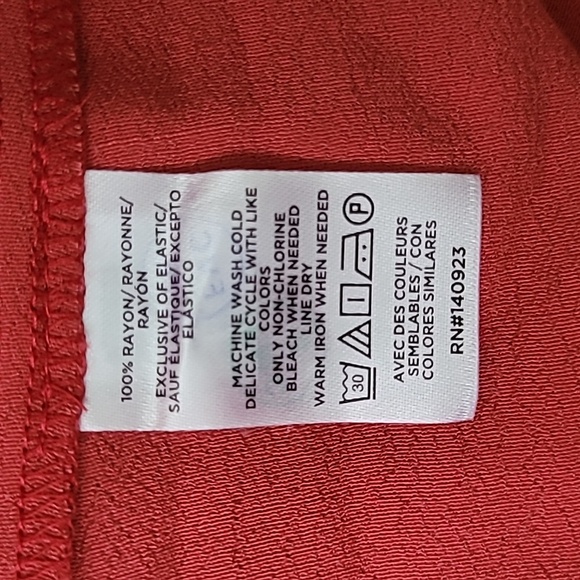 100% RAYON/ RAYONNE/
RAYON
EXCLUSIVE OF ELASTIC/
SAUF ÉLASTIQUE/ EXCEPTO
ELÁSTICO
MACHINE WASH COLD
DELICATE CYCLE WITH LIKE
COLORS
ONLY NON-CHLORINE
BLEACH WHEN NEEDED
LINE DRY
WARM IRON WHEN NEEDED
30 P
AVEC DES COULEURS
SEMBLABLES / CON
COLORES SIMILARES
RN#140923